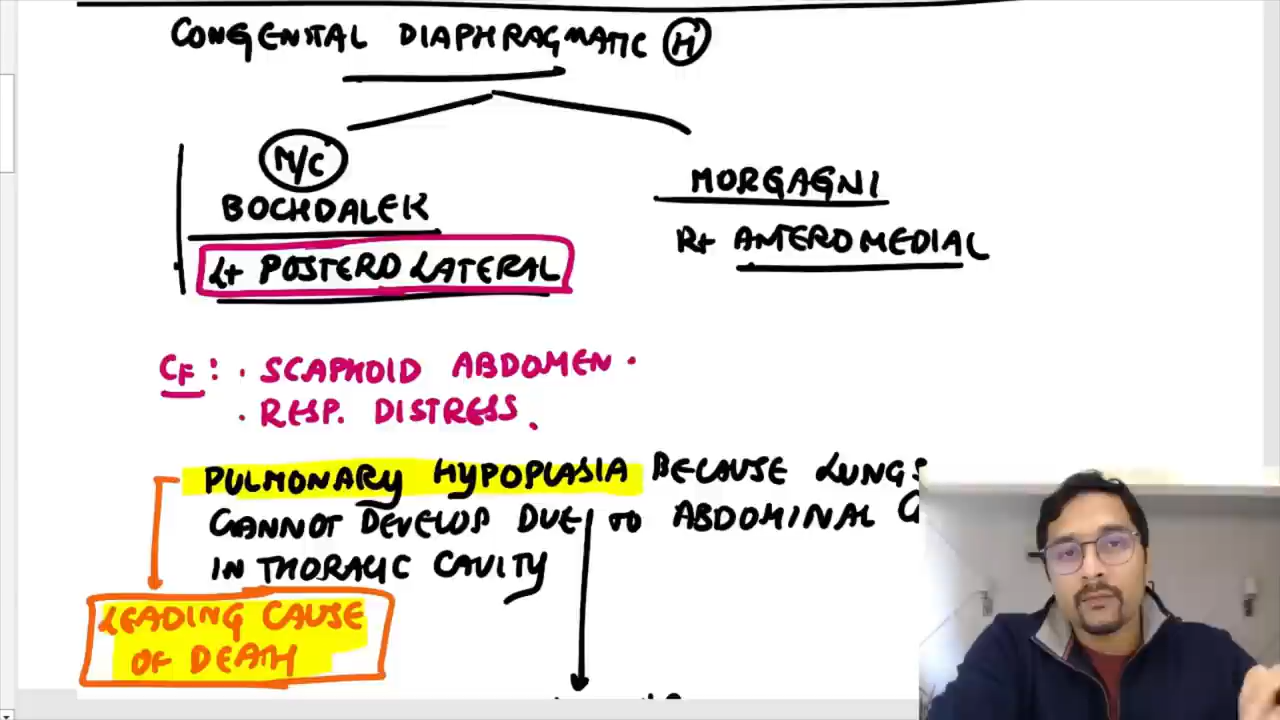 CONGENITAL DIAPHRAGMATIC H
M/C
BOCHDALEK
MORGAGNI
Lt POSTERO LATERAL
Rt ANTEROMEDIAL
CF : · SCAPHOID ABDOMEN ·
· RESP. DISTRESS .
PULMONARY HYPOPLASIA BECAUSE LUNGS
CANNOT DEVELOP DUE TO ABDOMINAL
IN THORACIC CAVITY
LEADING CAUSE
OF DEATH